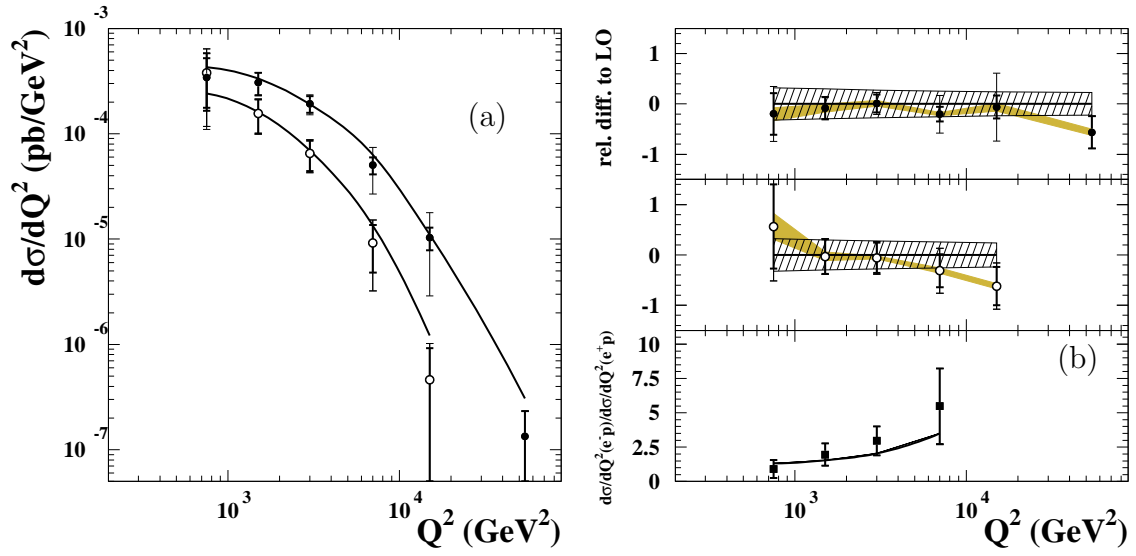 dσ/dQ² (pb/GeV²)
10⁻³
10⁻⁴
10⁻⁵
10⁻⁶
10⁻⁷
(a)
10³
10⁴
Q² (GeV²)
rel. diff. to LO
1
0
-1
1
0
-1
dσ/dQ²(e⁻p)/dσ/dQ²(e⁺p)
10
7.5
5
2.5
0
(b)
10³
10⁴
Q² (GeV²)